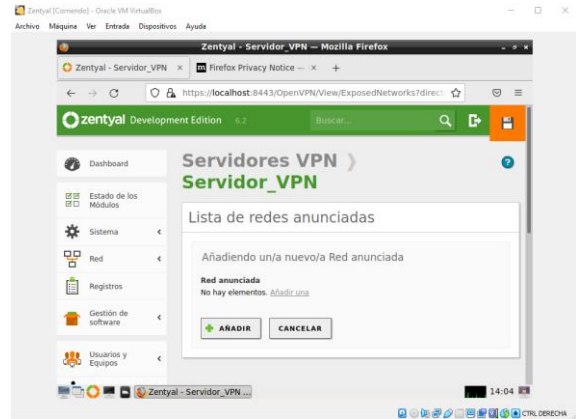 Zentyal [Corriendo] - Oracle VM VirtualBox
Archivo Máquina Ver Entrada Dispositivos Ayuda
Zentyal - Servidor_VPN — Mozilla Firefox
Zentyal - Servidor_VPN × Firefox Privacy Notice — × +
https://localhost:8443/OpenVPN/View/ExposedNetworks?direct
zentyal Development Edition 6.2 Buscar...
Servidores VPN
Servidor_VPN
Dashboard
Estado de los
Módulos
Sistema
Red
Registros
Gestión de
software
Usuarios y
Equipos
Lista de redes anunciadas
Añadiendo un/a nuevo/a Red anunciada
Red anunciada
No hay elementos. Añadir una
AÑADIR CANCELAR
Zentyal - Servidor_VPN ... 14:04
CTRL DERECHA